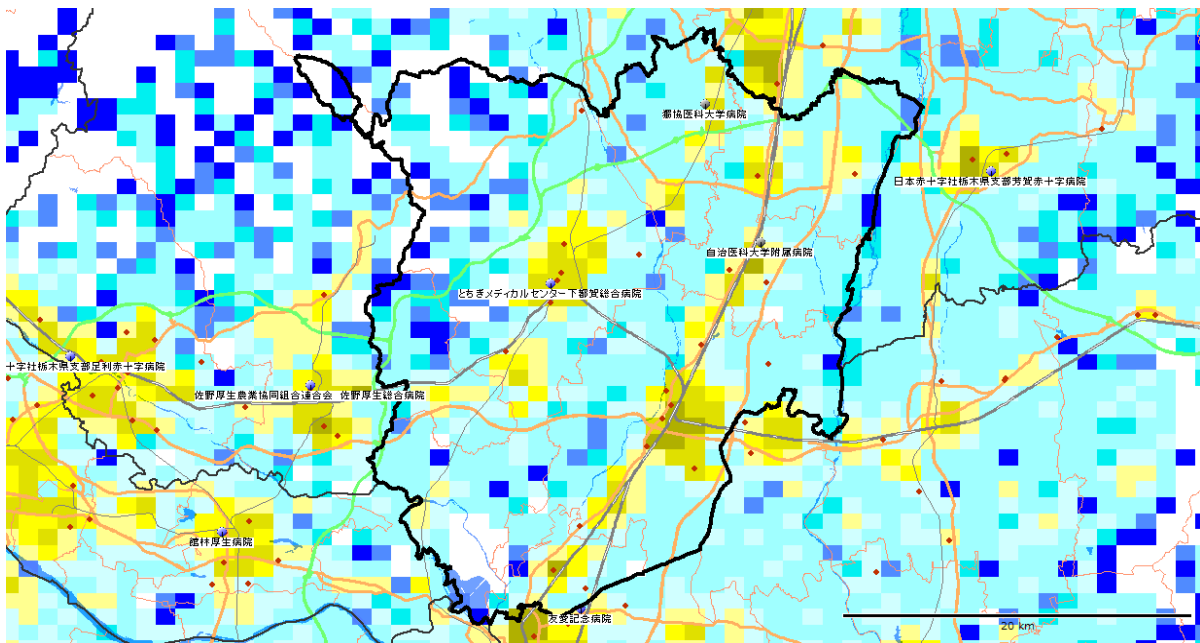 獨協医科大学病院
日本赤十字社栃木県支部芳賀赤十字病院
自治医科大学附属病院
とちぎメディカルセンター下都賀総合病院
十字社栃木県支部足利赤十字病院
佐野厚生農業協同組合連合会 佐野厚生総合病院
館林厚生病院
友愛記念病院
20 km